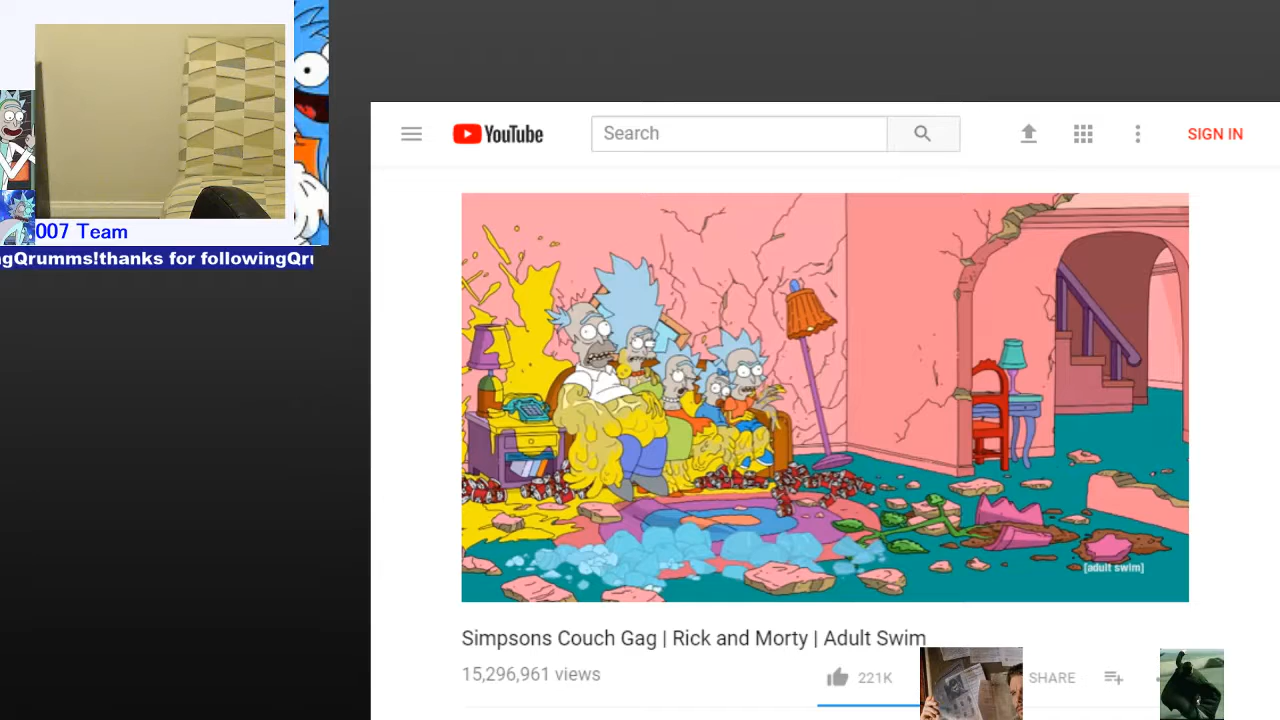 YouTube
Search
SIGN IN
007 Team
gQrumms!thanks for followingQr
[adult swim]
Simpsons Couch Gag | Rick and Morty | Adult Swim
15,296,961 views
221K
SHARE